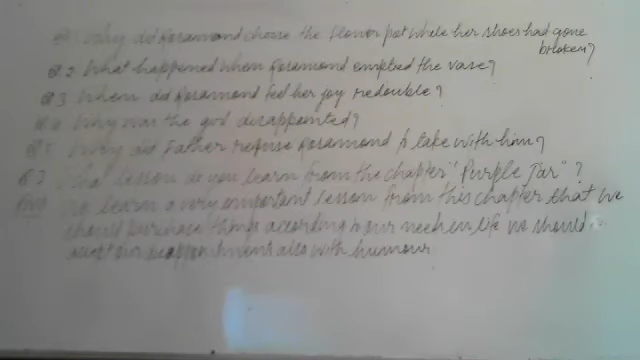 Q1 Why did Rosamond choose the flower pot while her shoes had gone
broken?
Q2 What happened when Rosamond emptied the vase?
Q3 When did Rosamond feel her joy redouble?
Q4 Why was the girl disappointed?
Q5 Why did Father refuse Rosamond to take with him?
Q7 What lesson do you learn from the chapter "Purple Jar"?
We learn a very important lesson from this chapter that we
should purchase things according to our need in life we should
accept our disappointment also with humour